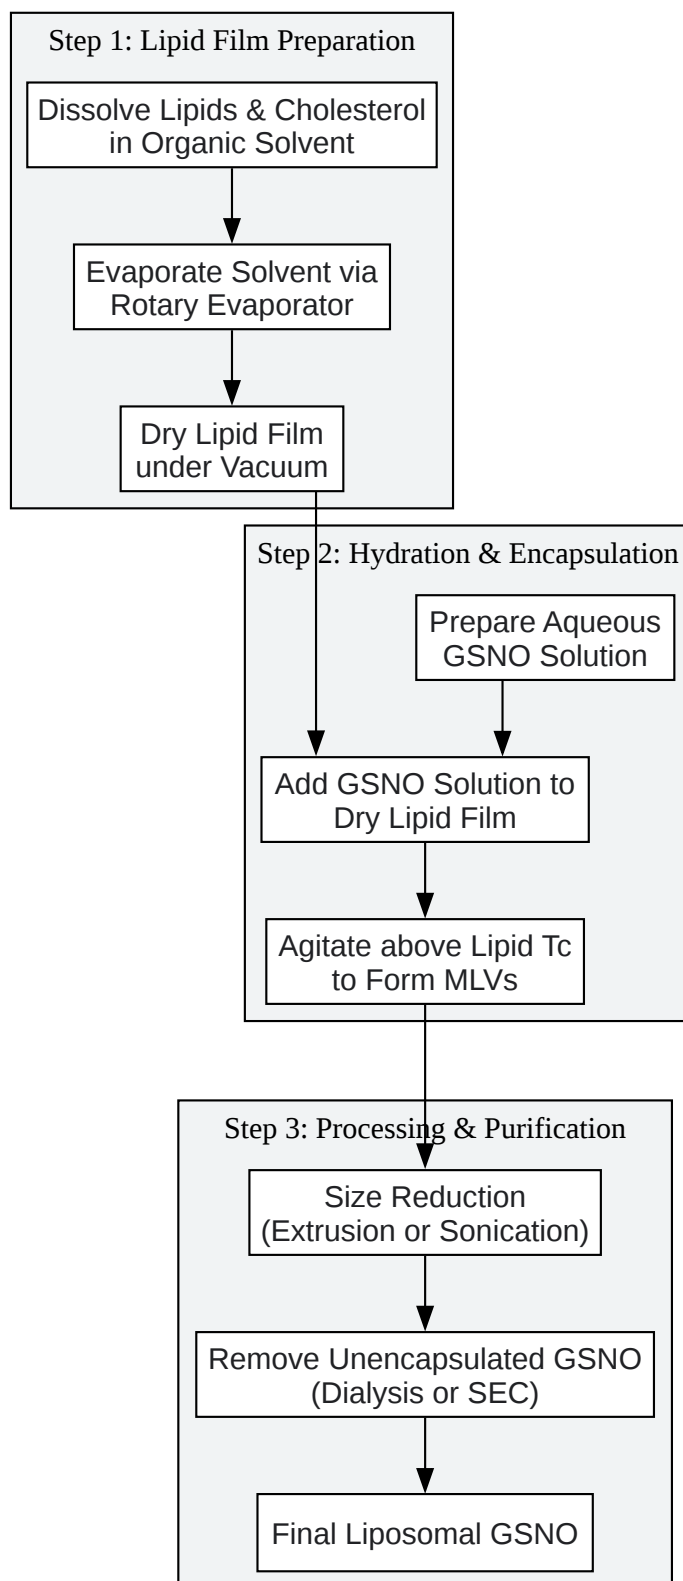 Step 1: Lipid Film Preparation
Dissolve Lipids & Cholesterol
in Organic Solvent
Evaporate Solvent via
Rotary Evaporator
Dry Lipid Film
under Vacuum
Step 2: Hydration & Encapsulation
Prepare Aqueous
GSNO Solution
Add GSNO Solution to
Dry Lipid Film
Agitate above Lipid Tc
to Form MLVs
Step 3: Processing & Purification
Size Reduction
(Extrusion or Sonication)
Remove Unencapsulated GSNO
(Dialysis or SEC)
Final Liposomal GSNO